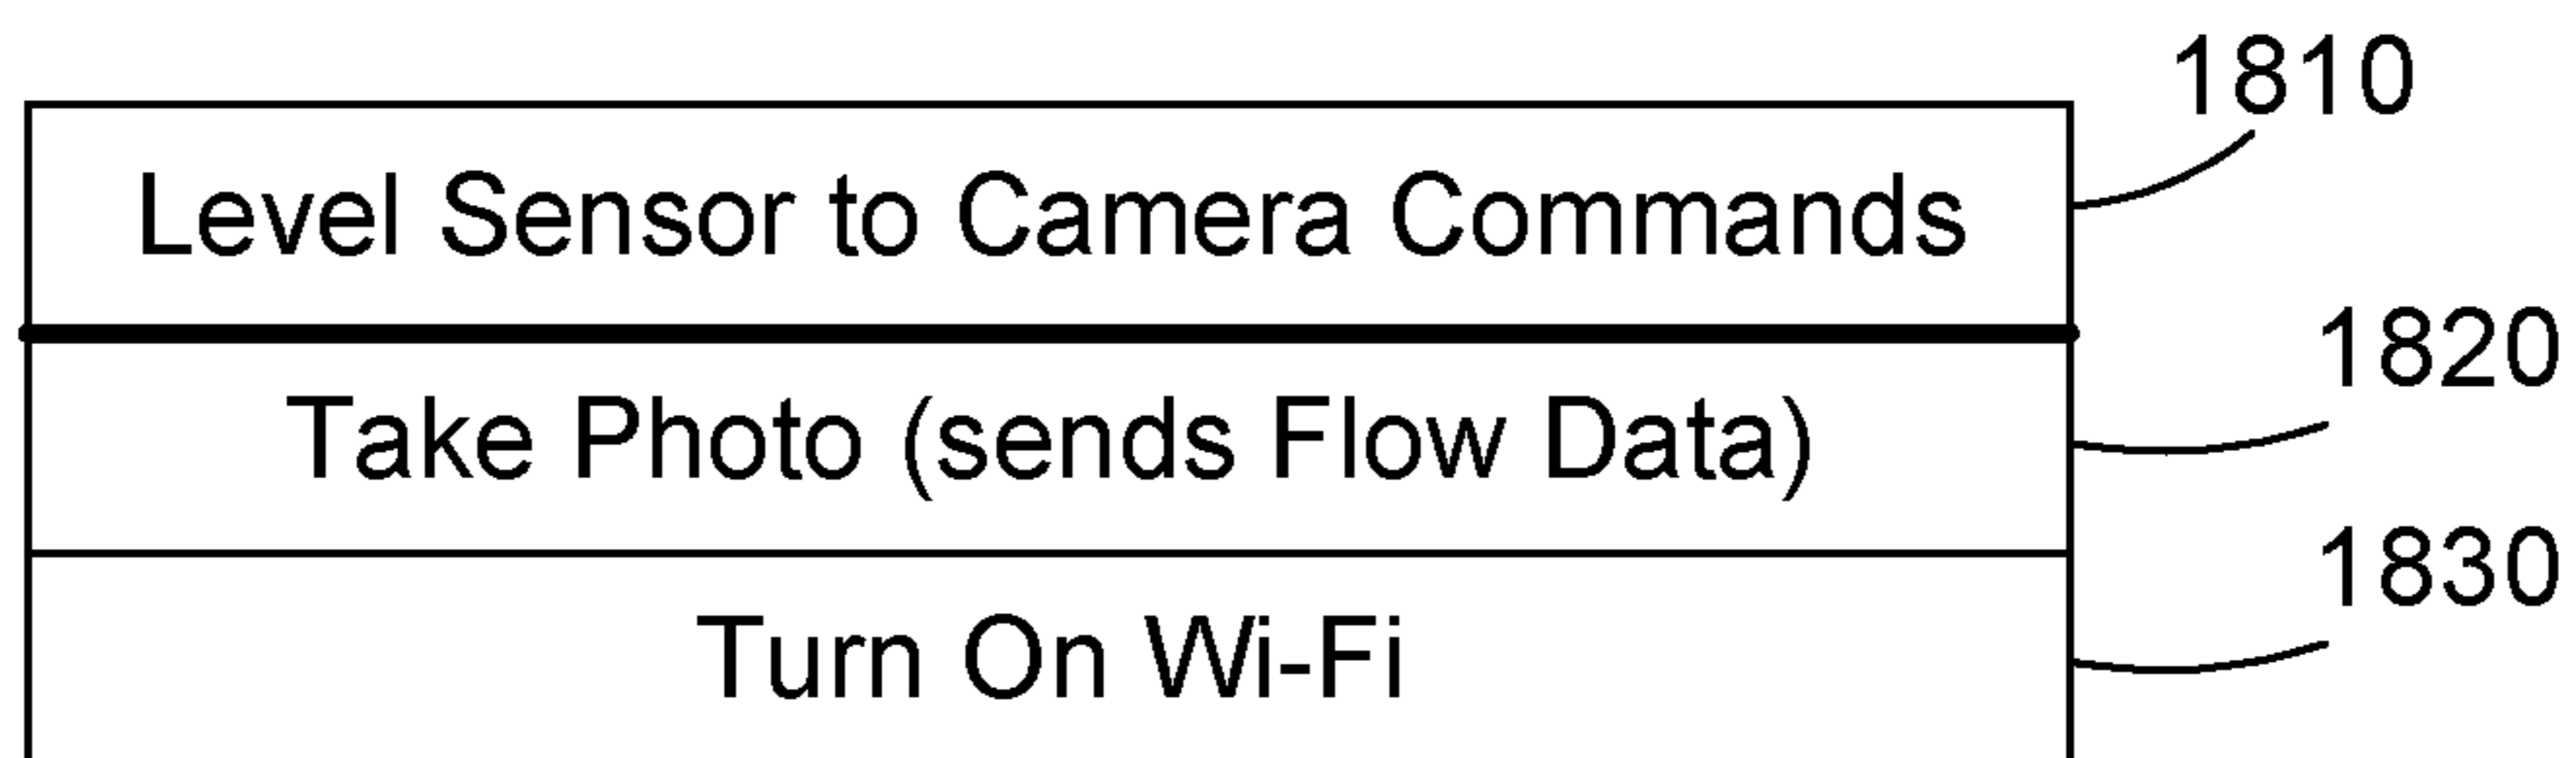 1810
Level Sensor to Camera Commands
1820
Take Photo (sends Flow Data)
1830
Turn On Wi-Fi